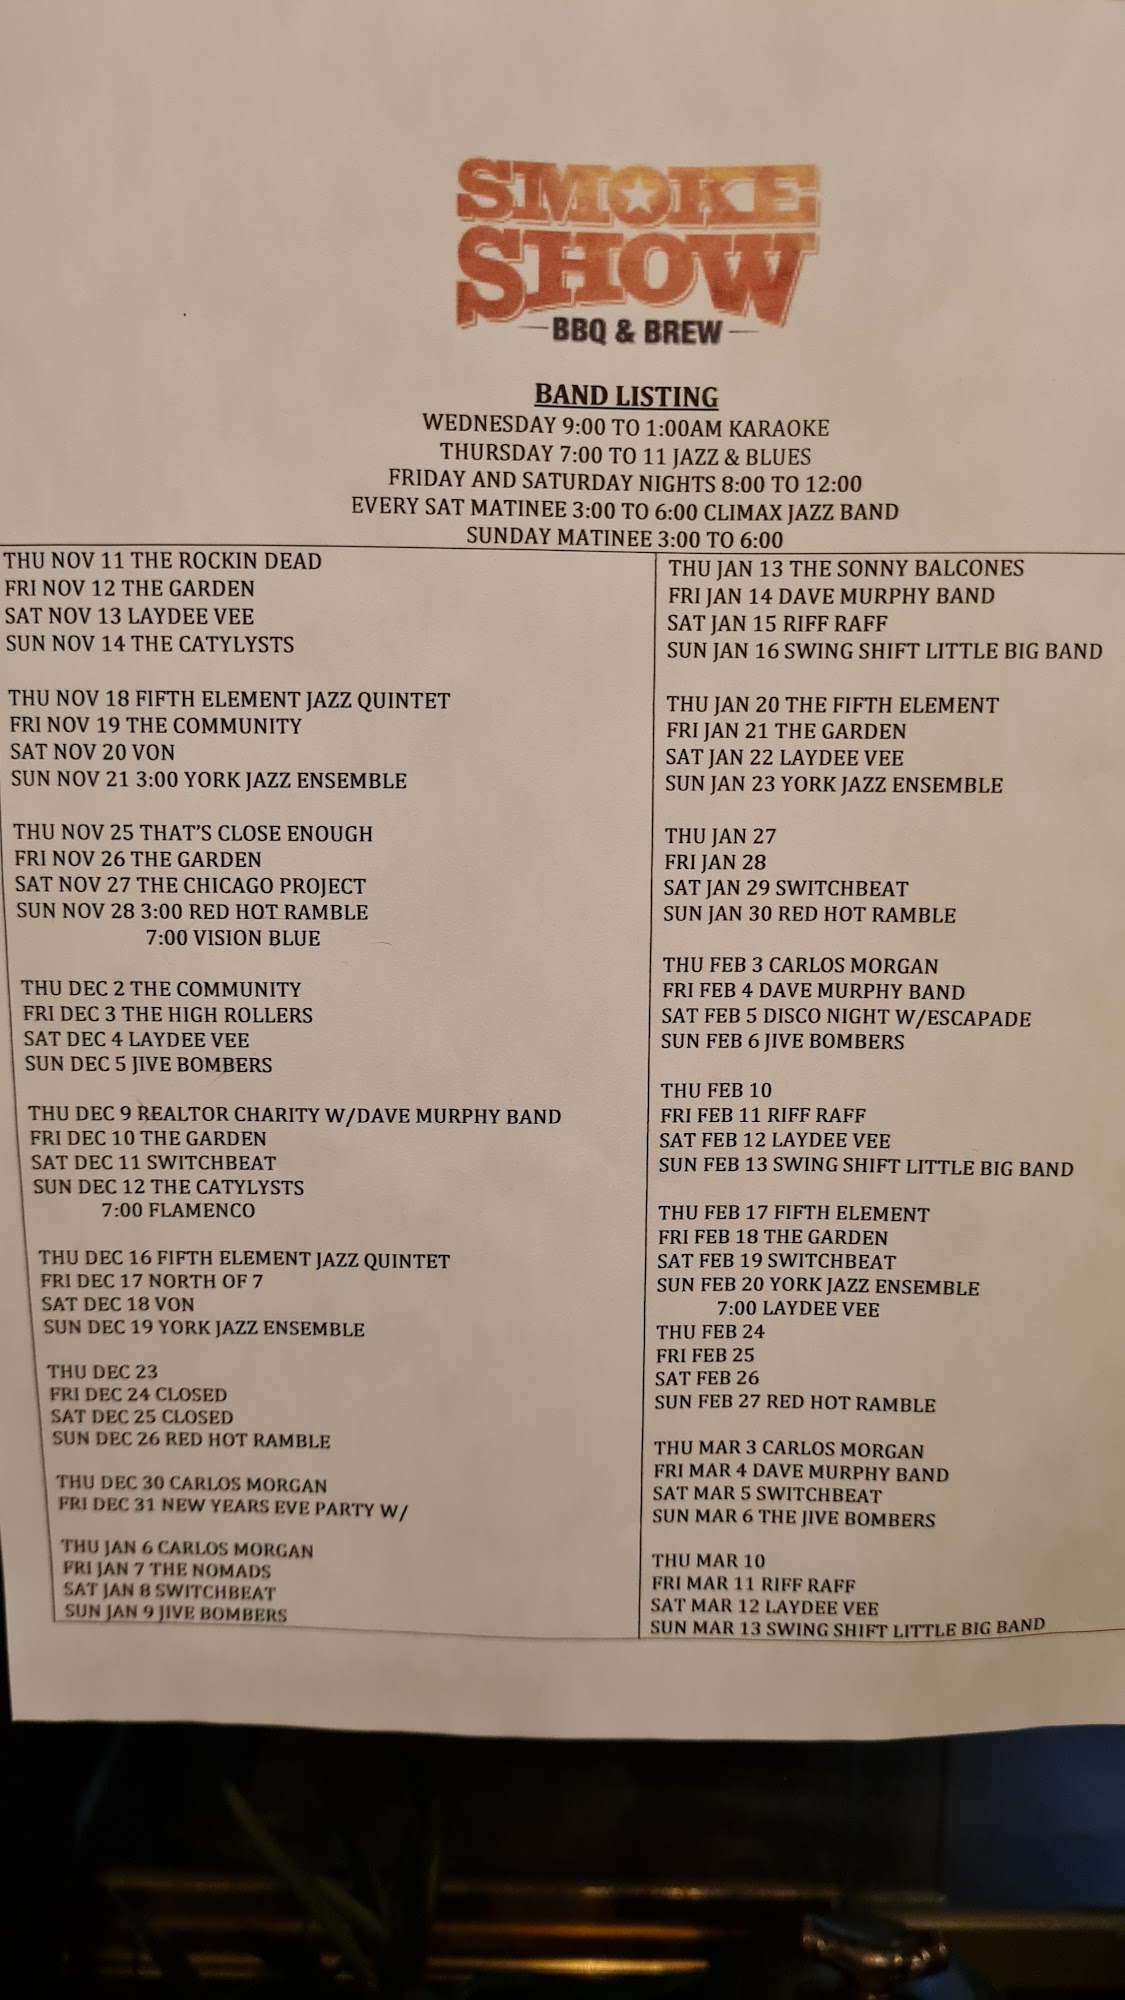 SMOKE
SHOW
BBQ & BREW
BAND LISTING
WEDNESDAY 9:00 TO 1:00AM KARAOKE
THURSDAY 7:00 TO 11 JAZZ & BLUES
FRIDAY AND SATURDAY NIGHTS 8:00 TO 12:00
EVERY SAT MATINEE 3:00 TO 6:00 CLIMAX JAZZ BAND
SUNDAY MATINEE 3:00 TO 6:00
THU NOV 11 THE ROCKIN DEAD
FRI NOV 12 THE GARDEN
SAT NOV 13 LAYDEE VEE
SUN NOV 14 THE CATYLYSTS
THU NOV 18 FIFTH ELEMENT JAZZ QUINTET
FRI NOV 19 THE COMMUNITY
SAT NOV 20 VON
SUN NOV 21 3:00 YORK JAZZ ENSEMBLE
THU NOV 25 THAT'S CLOSE ENOUGH
FRI NOV 26 THE GARDEN
SAT NOV 27 THE CHICAGO PROJECT
SUN NOV 28 3:00 RED HOT RAMBLE
7:00 VISION BLUE
THU DEC 2 THE COMMUNITY
FRI DEC 3 THE HIGH ROLLERS
SAT DEC 4 LAYDEE VEE
SUN DEC 5 JIVE BOMBERS
THU DEC 9 REALTOR CHARITY W/DAVE MURPHY BAND
FRI DEC 10 THE GARDEN
SAT DEC 11 SWITCHBEAT
SUN DEC 12 THE CATYLYSTS
7:00 FLAMENCO
THU DEC 16 FIFTH ELEMENT JAZZ QUINTET
FRI DEC 17 NORTH OF 7
SAT DEC 18 VON
SUN DEC 19 YORK JAZZ ENSEMBLE
THU DEC 23
FRI DEC 24 CLOSED
SAT DEC 25 CLOSED
SUN DEC 26 RED HOT RAMBLE
THU DEC 30 CARLOS MORGAN
FRI DEC 31 NEW YEARS EVE PARTY W/
THU JAN 6 CARLOS MORGAN
FRI JAN 7 THE NOMADS
SAT JAN 8 SWITCHBEAT
SUN JAN 9 JIVE BOMBERS
THU JAN 13 THE SONNY BALCONES
FRI JAN 14 DAVE MURPHY BAND
SAT JAN 15 RIFF RAFF
SUN JAN 16 SWING SHIFT LITTLE BIG BAND
THU JAN 20 THE FIFTH ELEMENT
FRI JAN 21 THE GARDEN
SAT JAN 22 LAYDEE VEE
SUN JAN 23 YORK JAZZ ENSEMBLE
THU JAN 27
FRI JAN 28
SAT JAN 29 SWITCHBEAT
SUN JAN 30 RED HOT RAMBLE
THU FEB 3 CARLOS MORGAN
FRI FEB 4 DAVE MURPHY BAND
SAT FEB 5 DISCO NIGHT W/ESCAPADE
SUN FEB 6 JIVE BOMBERS
THU FEB 10
FRI FEB 11 RIFF RAFF
SAT FEB 12 LAYDEE VEE
SUN FEB 13 SWING SHIFT LITTLE BIG BAND
THU FEB 17 FIFTH ELEMENT
FRI FEB 18 THE GARDEN
SAT FEB 19 SWITCHBEAT
SUN FEB 20 YORK JAZZ ENSEMBLE
7:00 LAYDEE VEE
THU FEB 24
FRI FEB 25
SAT FEB 26
SUN FEB 27 RED HOT RAMBLE
THU MAR 3 CARLOS MORGAN
FRI MAR 4 DAVE MURPHY BAND
SAT MAR 5 SWITCHBEAT
SUN MAR 6 THE JIVE BOMBERS
THU MAR 10
FRI MAR 11 RIFF RAFF
SAT MAR 12 LAYDEE VEE
SUN MAR 13 SWING SHIFT LITTLE BIG BAND